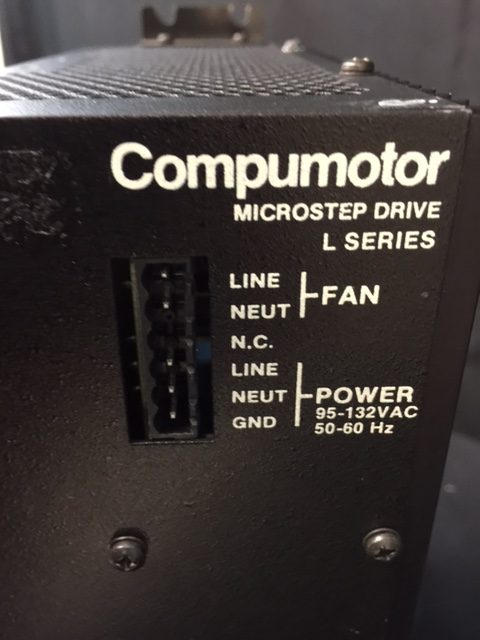 Compumotor
MICROSTEP DRIVE
L SERIES
LINE
NEUT
FAN
N.C.
LINE
NEUT
GND
POWER
95-132VAC
50-60 Hz